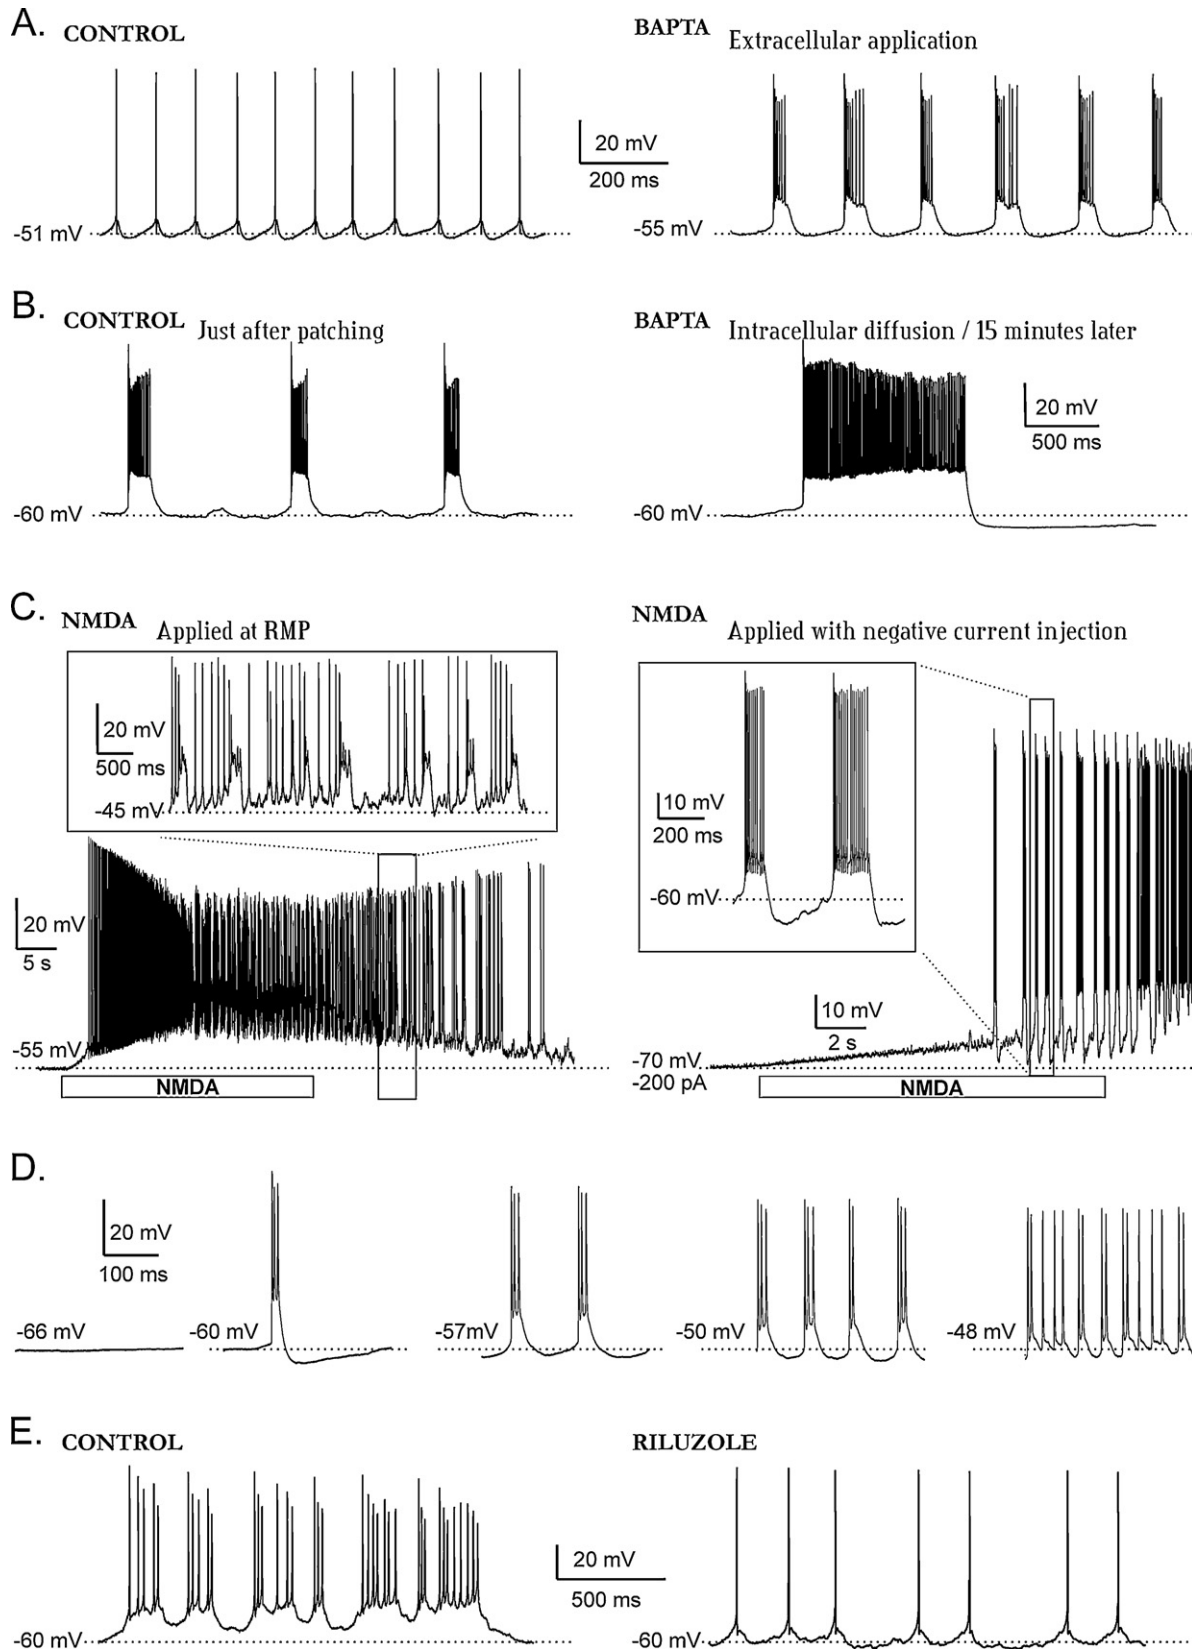 A. CONTROL
BAPTA Extracellular application
20 mV
200 ms
-51 mV
-55 mV
B. CONTROL Just after patching
BAPTA Intracellular diffusion / 15 minutes later
20 mV
500 ms
-60 mV
-60 mV
C. NMDA Applied at RMP
NMDA Applied with negative current injection
20 mV
500 ms
-45 mV
10 mV
200 ms
-60 mV
20 mV
5 s
-55 mV
NMDA
10 mV
2 s
-70 mV
-200 pA
NMDA
D.
20 mV
100 ms
-66 mV
-60 mV
-57mV
-50 mV
-48 mV
E. CONTROL
RILUZOLE
20 mV
500 ms
-60 mV
-60 mV